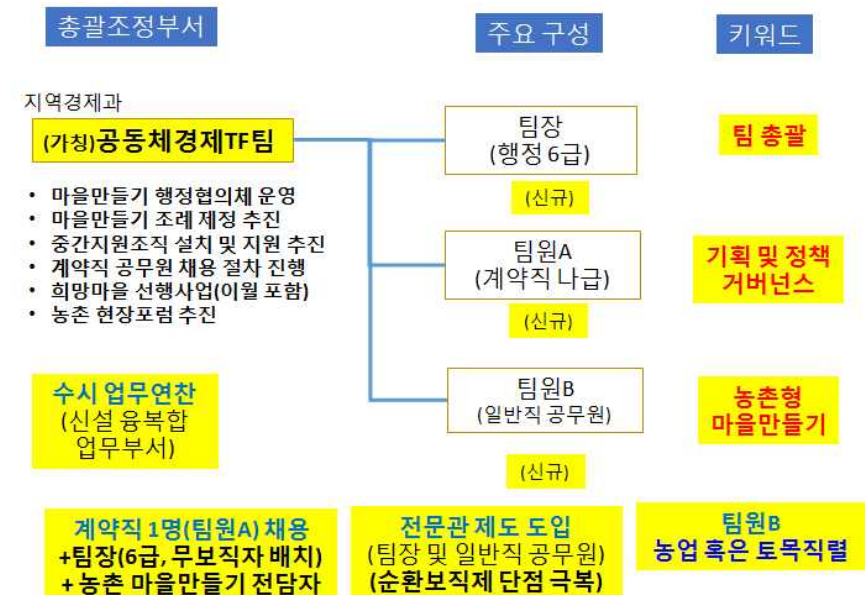 총괄조정부서
주요 구성
키워드
지역경제과
(가칭)공동체경제TF팀
• 마을만들기 행정협의체 운영
• 마을만들기 조례 제정 추진
• 중간지원조직 설치 및 지원 추진
• 계약직 공무원 채용 절차 진행
• 희망마을 선행사업(이월 포함)
• 농촌 현장포럼 추진
팀장
(행정 6급)
(신규)
팀 총괄
팀원A
(계약직 나급)
(신규)
기획 및 정책
거버넌스
팀원B
(일반직 공무원)
(신규)
농촌형
마을만들기
수시 업무연찬
(신설 융복합
업무부서)
계약직 1명(팀원A) 채용
+팀장(6급, 무보직자 배치)
+ 농촌 마을만들기 전담자
전문관 제도 도입
(팀장 및 일반직 공무원)
(순환보직제 단점 극복)
팀원B
농업 혹은 토목직렬